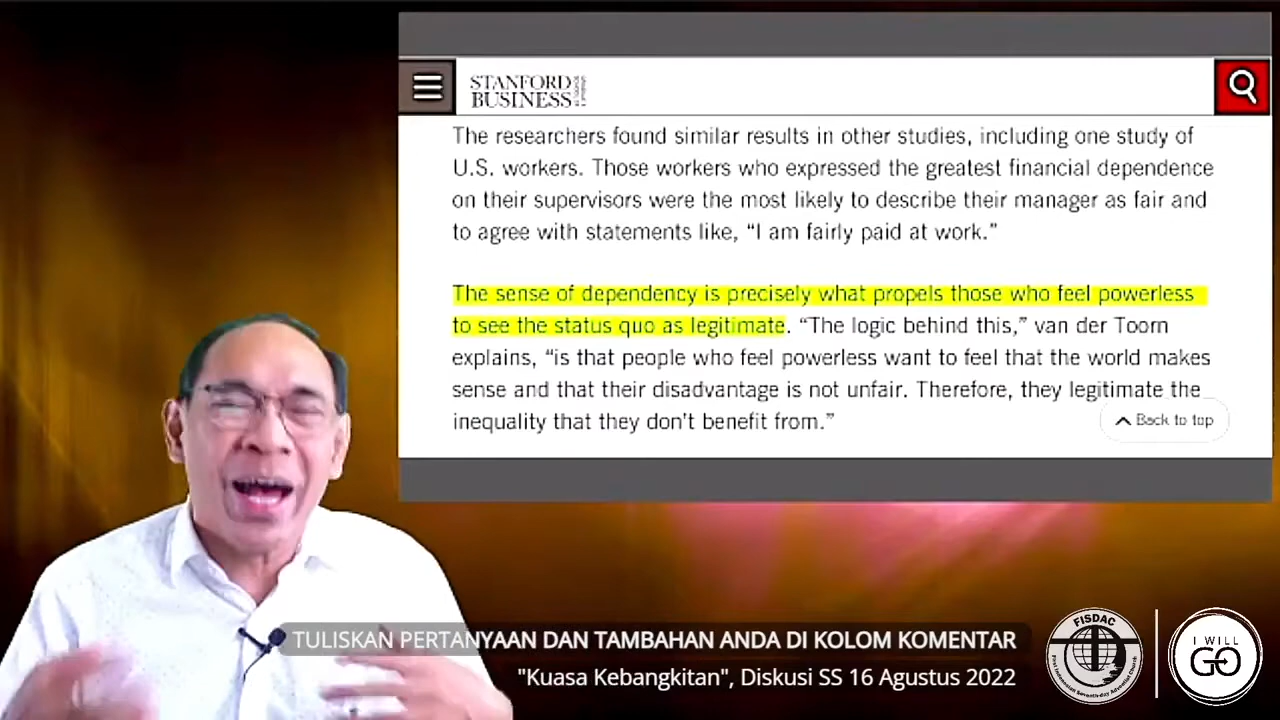 STANFORD
BUSINESS
The researchers found similar results in other studies, including one study of
U.S. workers. Those workers who expressed the greatest financial dependence
on their supervisors were the most likely to describe their manager as fair and
to agree with statements like, “I am fairly paid at work.”
The sense of dependency is precisely what propels those who feel powerless
to see the status quo as legitimate. “The logic behind this,” van der Toorn
explains, “is that people who feel powerless want to feel that the world makes
sense and that their disadvantage is not unfair. Therefore, they legitimate the
inequality that they don’t benefit from.”
Back to top
TULISKAN PERTANYAAN DAN TAMBAHAN ANDA DI KOLOM KOMENTAR
"Kuasa Kebangkitan", Diskusi SS 16 Agustus 2022
FISDAC
I WILL
GO